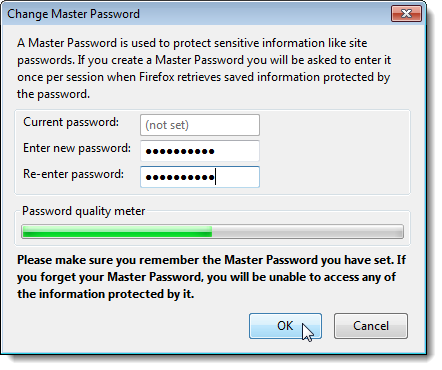 Change Master Password
A Master Password is used to protect sensitive information like site
passwords. If you create a Master Password you will be asked to enter it
once per session when Firefox retrieves saved information protected by
the password.
Current password: (not set)
Enter new password: ●●●●●●●●●●
Re-enter password: ●●●●●●●●●●
Password quality meter
Please make sure you remember the Master Password you have set. If
you forget your Master Password, you will be unable to access any of
the information protected by it.
OK Cancel